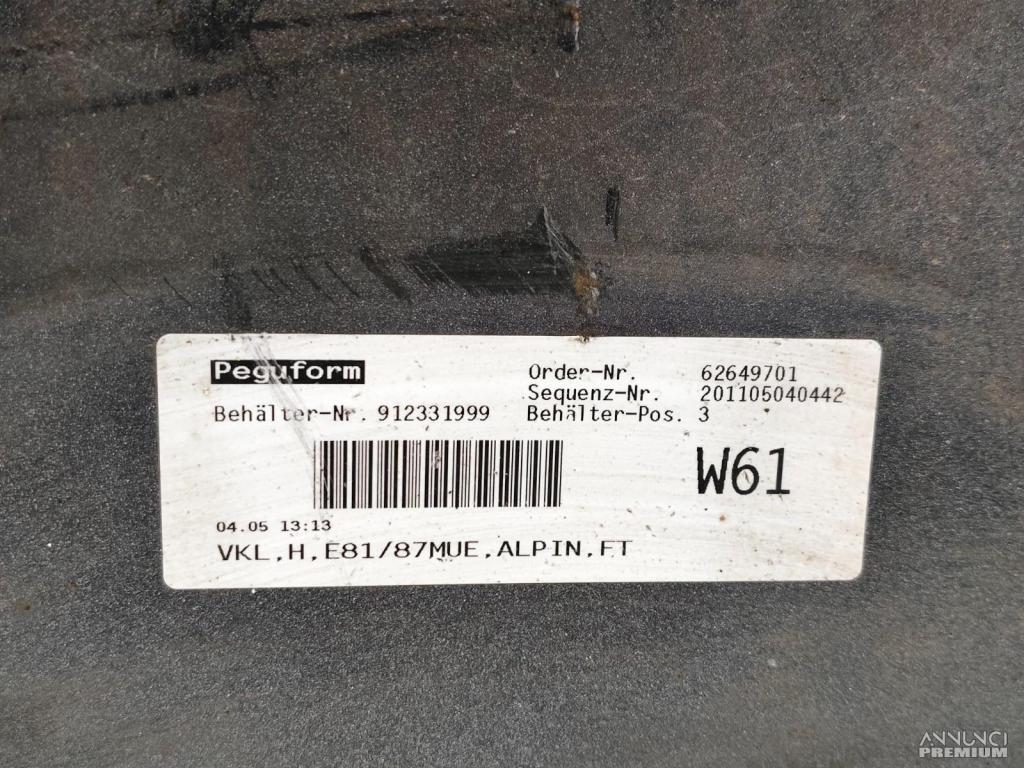 Peguform
Order-Nr. 62649701
Sequenz-Nr. 201105040442
Behälter-Nr. 912331999 Behälter-Pos. 3
W61
04.05 13:13
VKL,H,E81/87MUE,ALPIN,FT
ANNUNCI
PREMIUM